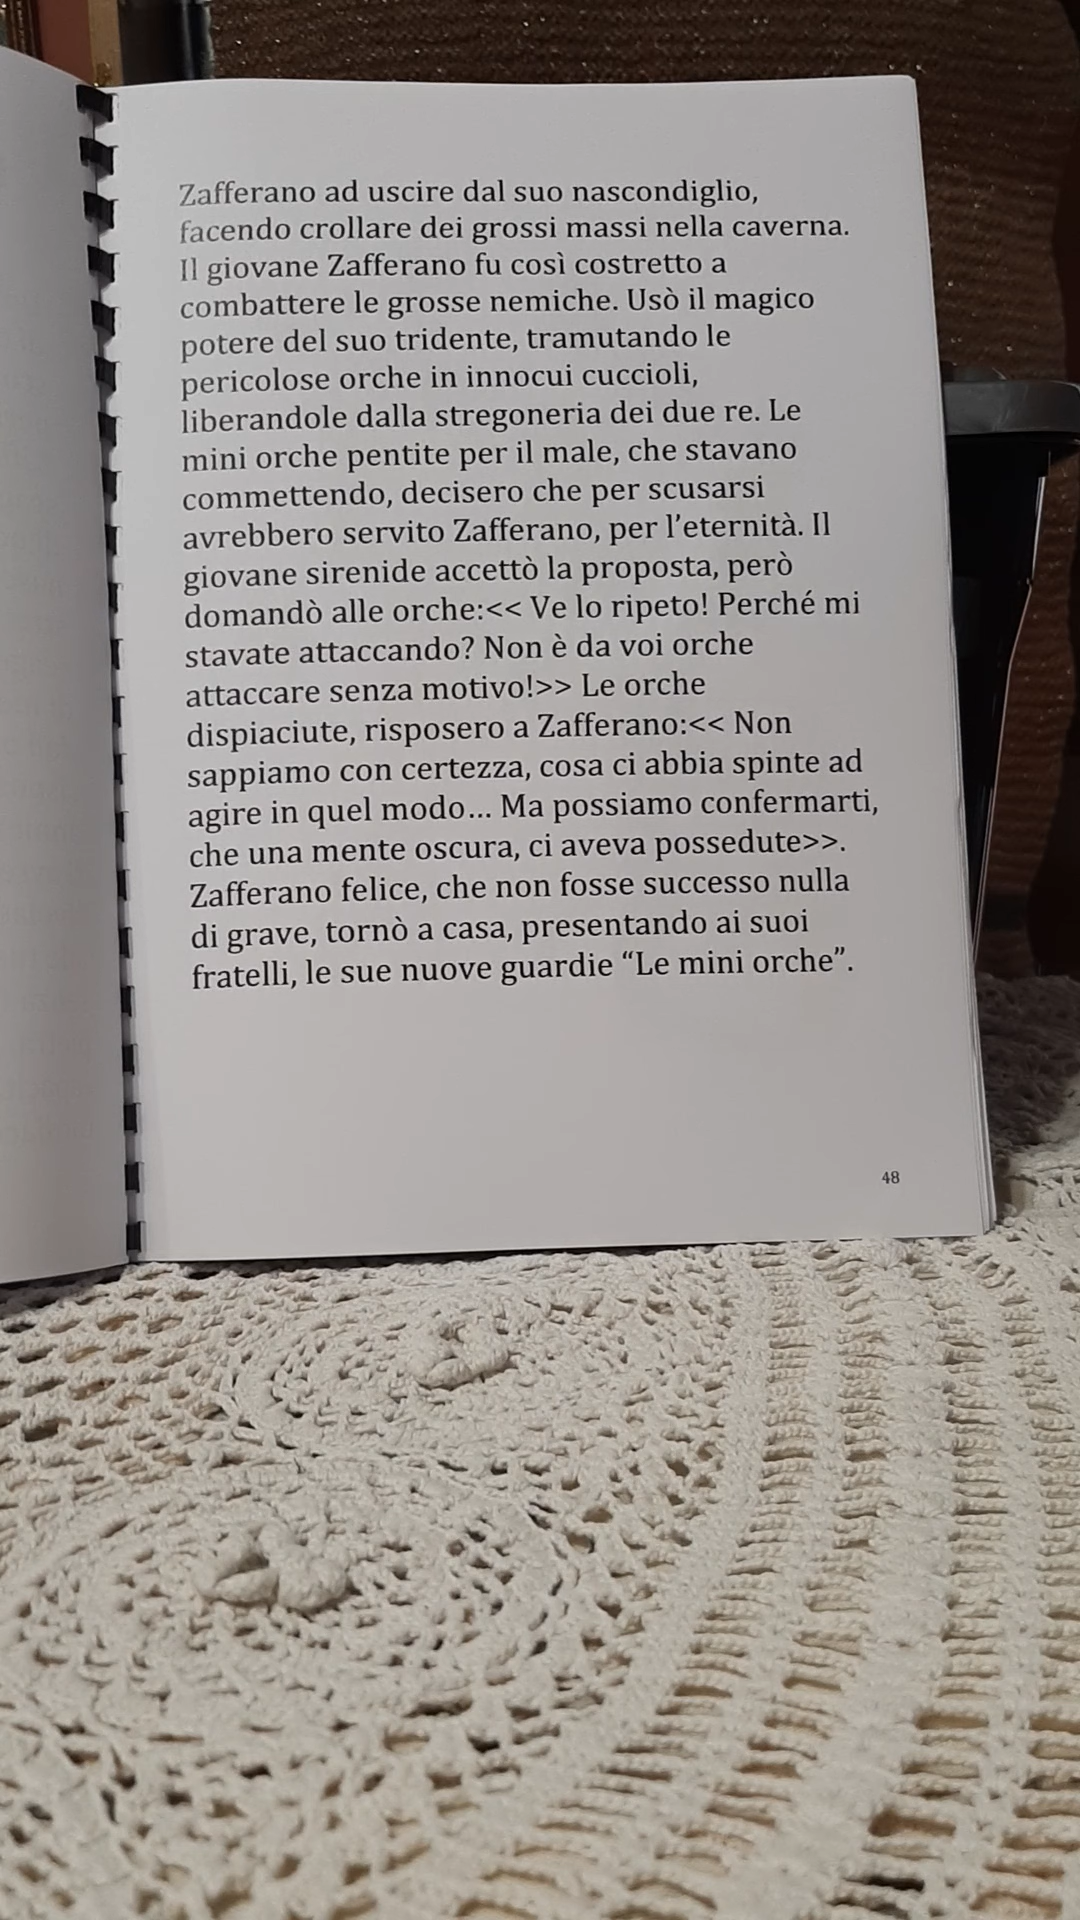 Zafferano ad uscire dal suo nascondiglio,
facendo crollare dei grossi massi nella caverna.
Il giovane Zafferano fu così costretto a
combattere le grosse nemiche. Usò il magico
potere del suo tridente, tramutando le
pericolose orche in innocui cuccioli,
liberandole dalla stregoneria dei due re. Le
mini orche pentite per il male, che stavano
commettendo, decisero che per scusarsi
avrebbero servito Zafferano, per l'eternità. Il
giovane sirenide accettò la proposta, però
domandò alle orche:<< Ve lo ripeto! Perché mi
stavate attaccando? Non è da voi orche
attaccare senza motivo!>> Le orche
dispiaciute, risposero a Zafferano:<< Non
sappiamo con certezza, cosa ci abbia spinte ad
agire in quel modo... Ma possiamo confermarti,
che una mente oscura, ci aveva possedute>>.
Zafferano felice, che non fosse successo nulla
di grave, tornò a casa, presentando ai suoi
fratelli, le sue nuove guardie “Le mini orche”.
48